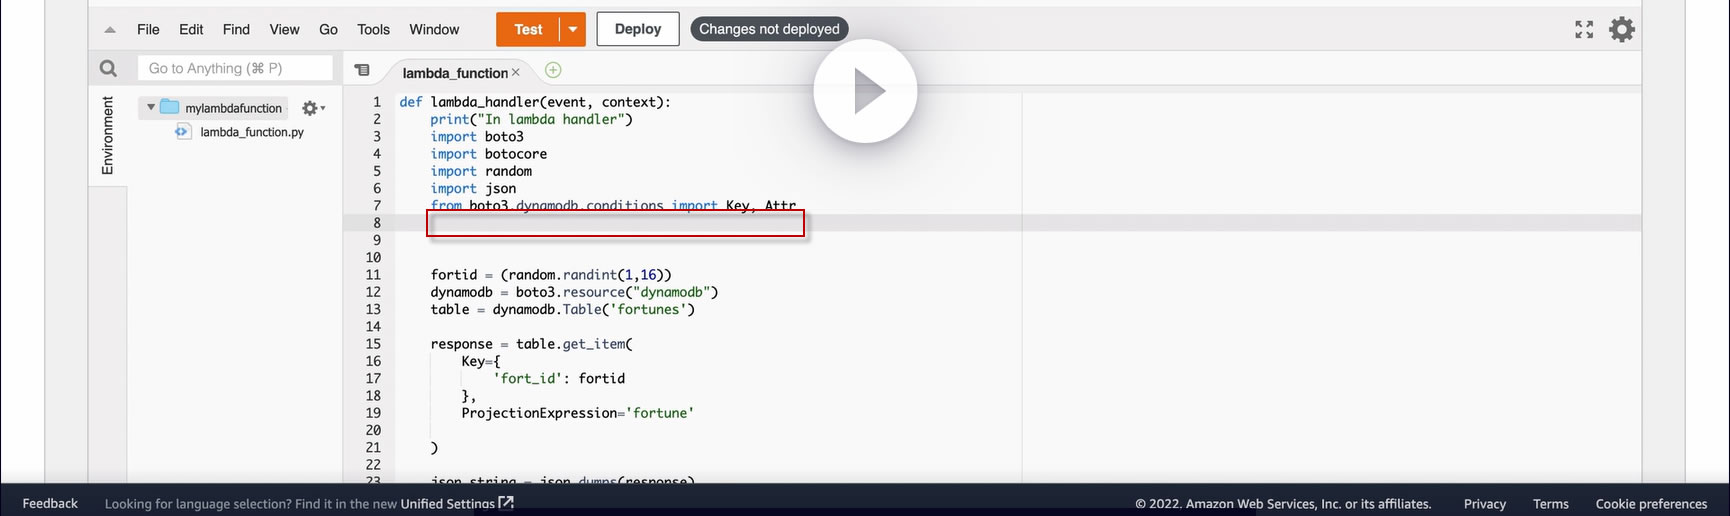 File Edit Find View Go Tools Window Test Deploy Changes not deployed
Go to Anything (⌘ P)
lambda_function ×
Environment
mylambdafunction
lambda_function.py
1 def lambda_handler(event, context):
2 print("In lambda handler")
3 import boto3
4 import botocore
5 import random
6 import json
7 from boto3.dynamodb.conditions import Key, Attr
8
9
10
11 fortid = (random.randint(1,16))
12 dynamodb = boto3.resource("dynamodb")
13 table = dynamodb.Table('fortunes')
14
15 response = table.get_item(
16 Key={
17 'fort_id': fortid
18 },
19 ProjectionExpression='fortune'
20
21 )
22
23 json_string = json.dumps(response)
Feedback Looking for language selection? Find it in the new Unified Settings © 2022, Amazon Web Services, Inc. or its affiliates. Privacy Terms Cookie preferences